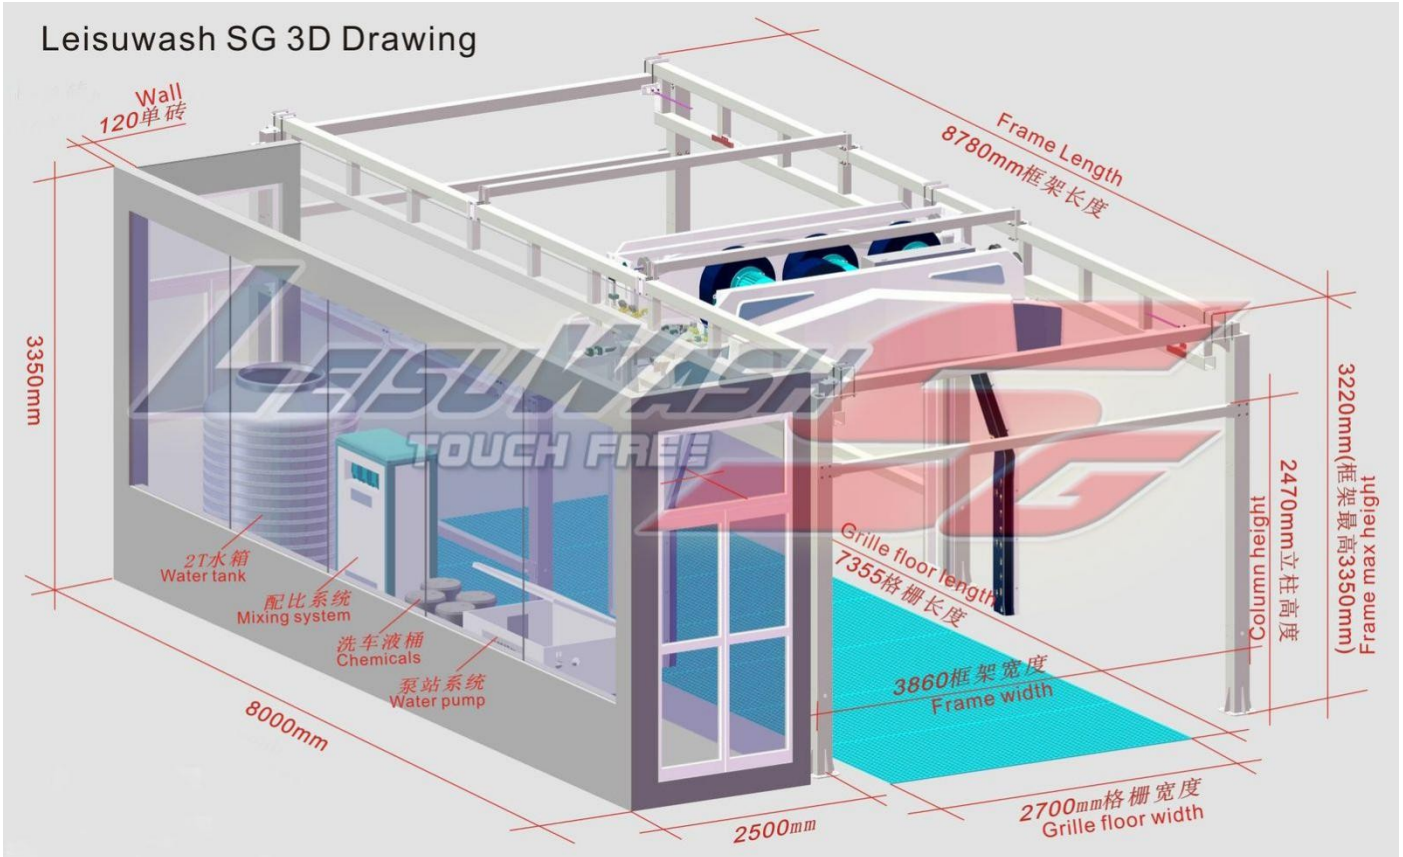 Leisuwash SG 3D Drawing
Wall
120单砖
Frame Length
8780mm框架长度
3350mm
LEISUWASH SG
TOUCH FREE
3220mm(框架最高3350mm)
Frame max height
2470mm立柱高度
Column height
Grille floor length
7355格栅长度
2T水箱
Water tank
配比系统
Mixing system
洗车液桶
Chemicals
泵站系统
Water pump
3860框架宽度
Frame width
8000mm
2500mm
2700mm格栅宽度
Grille floor width